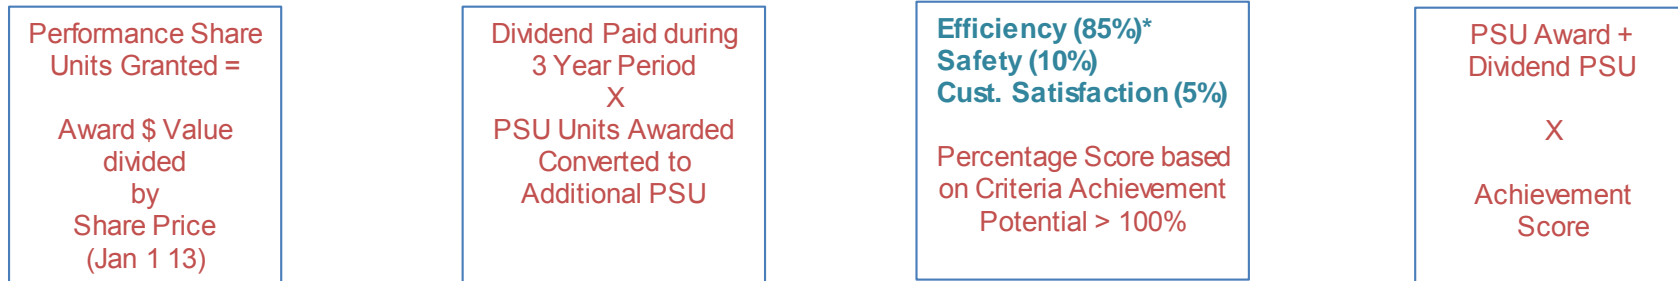 Performance Share
Units Granted =
Award $ Value
divided
by
Share Price
(Jan 1 13)
Dividend Paid during
3 Year Period
X
PSU Units Awarded
Converted to
Additional PSU
Efficiency (85%)*
Safety (10%)
Cust. Satisfaction (5%)
Percentage Score based
on Criteria Achievement
Potential > 100%
PSU Award +
Dividend PSU
X
Achievement
Score